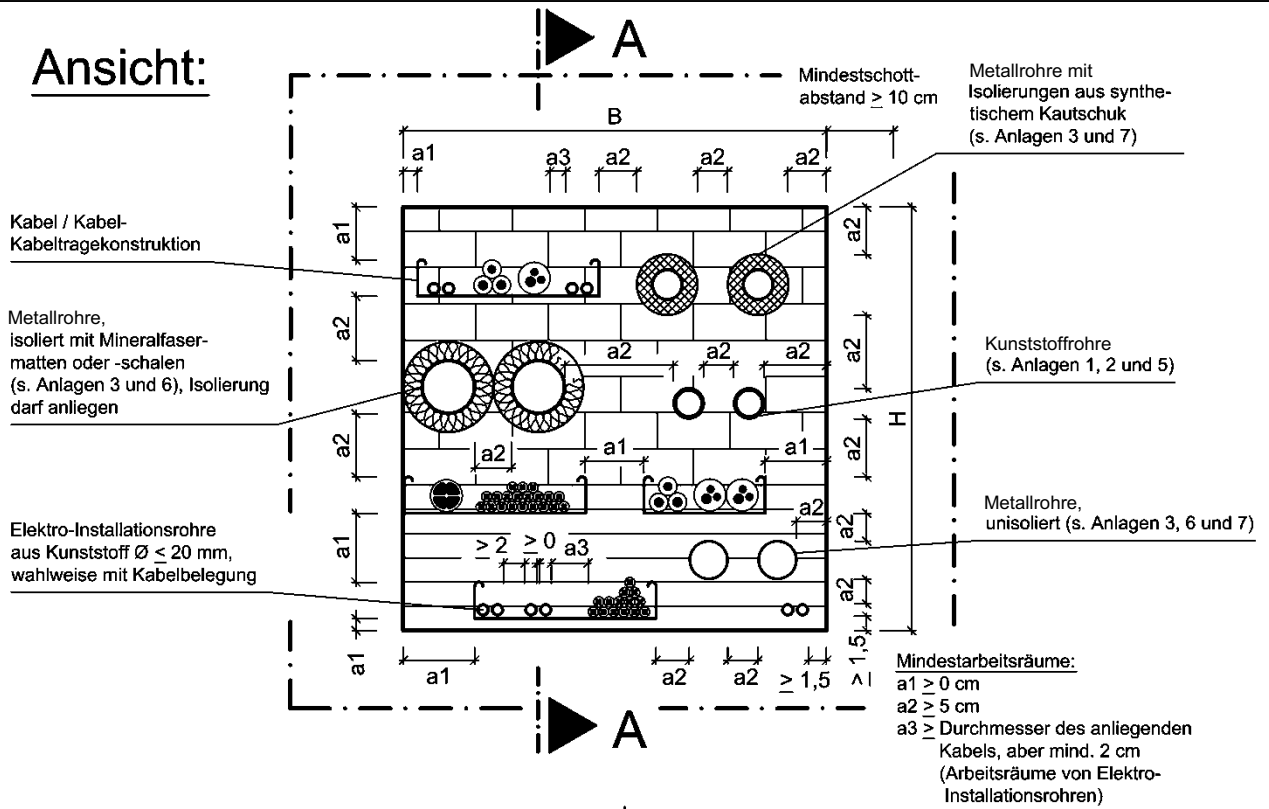 Ansicht:
A
Mindestschott-
abstand ≥ 10 cm
Metallrohre mit
Isolierungen aus synthe-
tischem Kautschuk
(s. Anlagen 3 und 7)
B
a1
a3
a2
a2
a2
Kabel / Kabel-
Kabeltragekonstruktion
a1
a2
Metallrohre,
isoliert mit Mineralfaser-
matten oder -schalen
(s. Anlagen 3 und 6), Isolierung
darf anliegen
a2
a2
a2
a2
a2
Kunststoffrohre
(s. Anlagen 1, 2 und 5)
H
a2
a2
a1
a1
a2
Elektro-Installationsrohre
aus Kunststoff Ø ≤ 20 mm,
wahlweise mit Kabelbelegung
a1
≥ 2
≥ 0
a3
a2
a2
Metallrohre,
unisoliert (s. Anlagen 3, 6 und 7)
a2
a1
a1
a2
a2
≥ 1,5
≥ 1,5
A
Mindestarbeitsräume:
a1 ≥ 0 cm
a2 ≥ 5 cm
a3 ≥ Durchmesser des anliegenden
Kabels, aber mind. 2 cm
(Arbeitsräume von Elektro-
Installationsrohren)